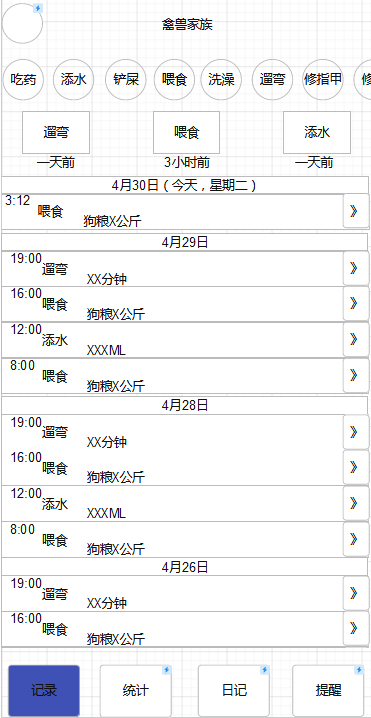 鑫兽家族
吃药 添水 铲屎 喂食 洗澡 遛弯 修指甲 修
遛弯 喂食 添水
一天前 3小时前 一天前
4月30日（今天，星期二）
3:12 喂食 狗粮X公斤 》
4月29日
19:00 遛弯 XX分钟 》
16:00 喂食 狗粮X公斤 》
12:00 添水 XXXML 》
8:00 喂食 狗粮X公斤 》
4月28日
19:00 遛弯 XX分钟 》
16:00 喂食 狗粮X公斤 》
12:00 添水 XXXML 》
8:00 喂食 狗粮X公斤 》
4月26日
19:00 遛弯 XX分钟 》
16:00 喂食 狗粮X公斤 》
记录 统计 日记 提醒